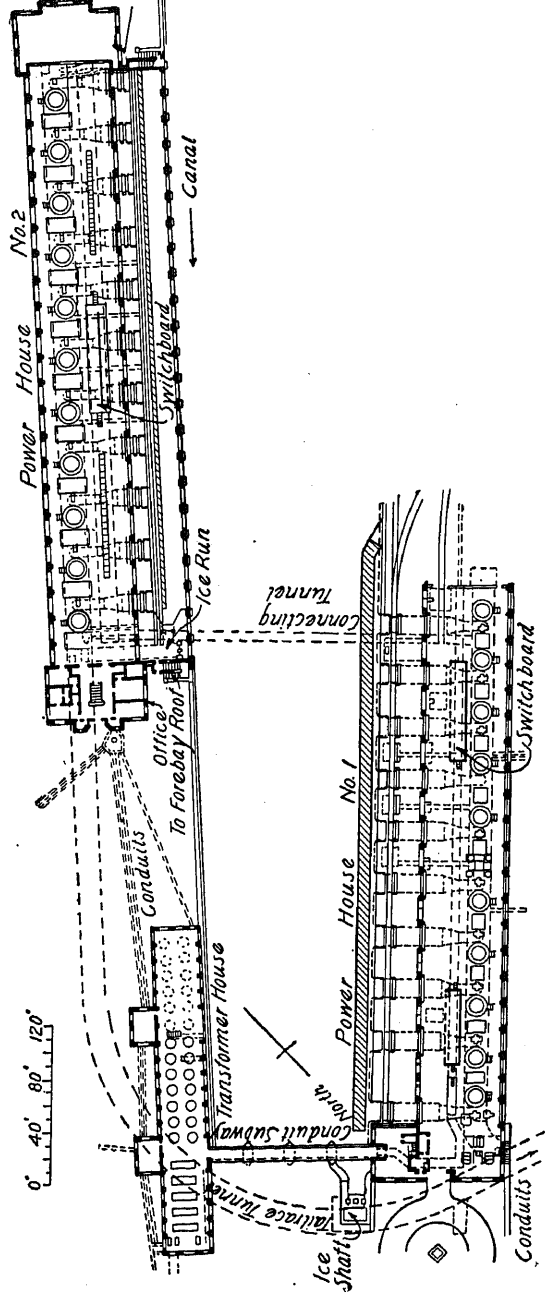 Power House No.2
Canal
Switchboard
Ice Run
Office
To Forebay Roof
Connecting
Tunnel
Conduits
0' 40' 80' 120'
Transformer House
Power House No.1
Switchboard
North
Conduit Subway
Tailrace Tunnel
Ice
Shaft
Conduits